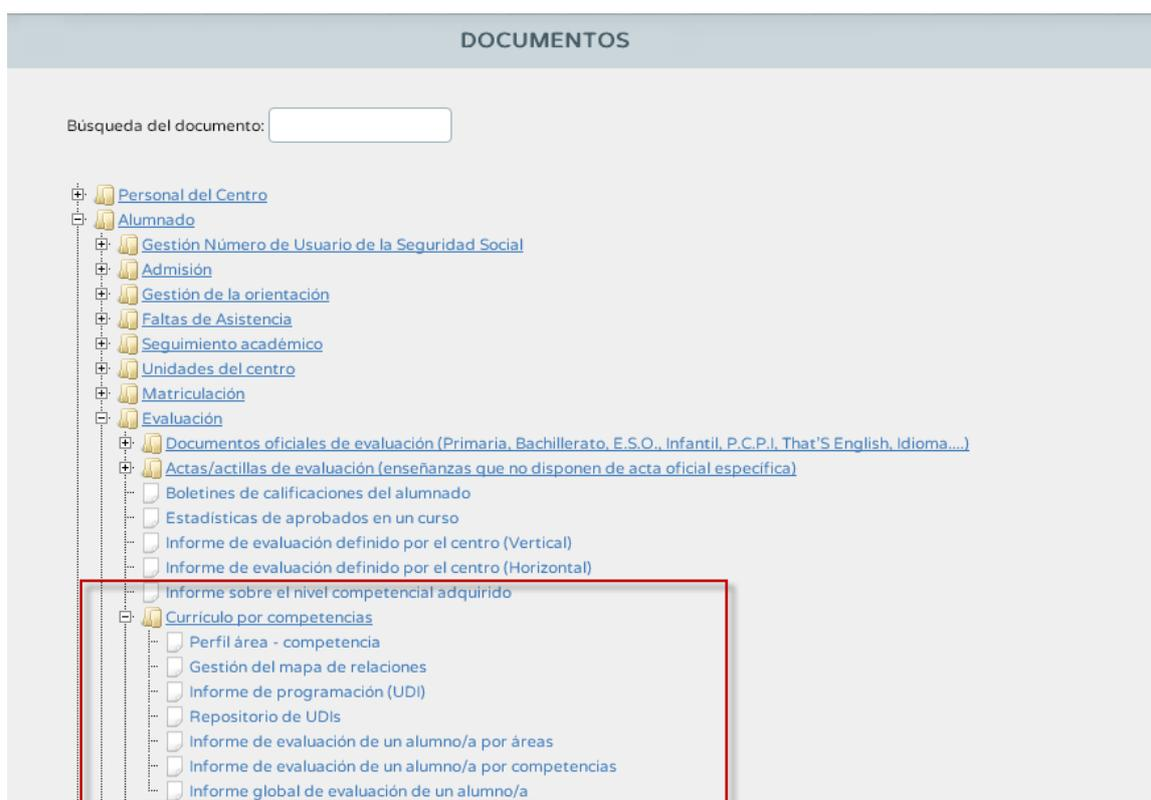 DOCUMENTOS
Búsqueda del documento:
Personal del Centro
Alumnado
Gestión Número de Usuario de la Seguridad Social
Admisión
Gestión de la orientación
Faltas de Asistencia
Seguimiento académico
Unidades del centro
Matriculación
Evaluación
Documentos oficiales de evaluación (Primaria, Bachillerato, E.S.O., Infantil, P.C.P.I, That'S English, Idioma....)
Actas/actillas de evaluación (enseñanzas que no disponen de acta oficial específica)
Boletines de calificaciones del alumnado
Estadísticas de aprobados en un curso
Informe de evaluación definido por el centro (Vertical)
Informe de evaluación definido por el centro (Horizontal)
Informe sobre el nivel competencial adquirido
Currículo por competencias
Perfil área - competencia
Gestión del mapa de relaciones
Informe de programación (UDI)
Repositorio de UDIs
Informe de evaluación de un alumno/a por áreas
Informe de evaluación de un alumno/a por competencias
Informe global de evaluación de un alumno/a